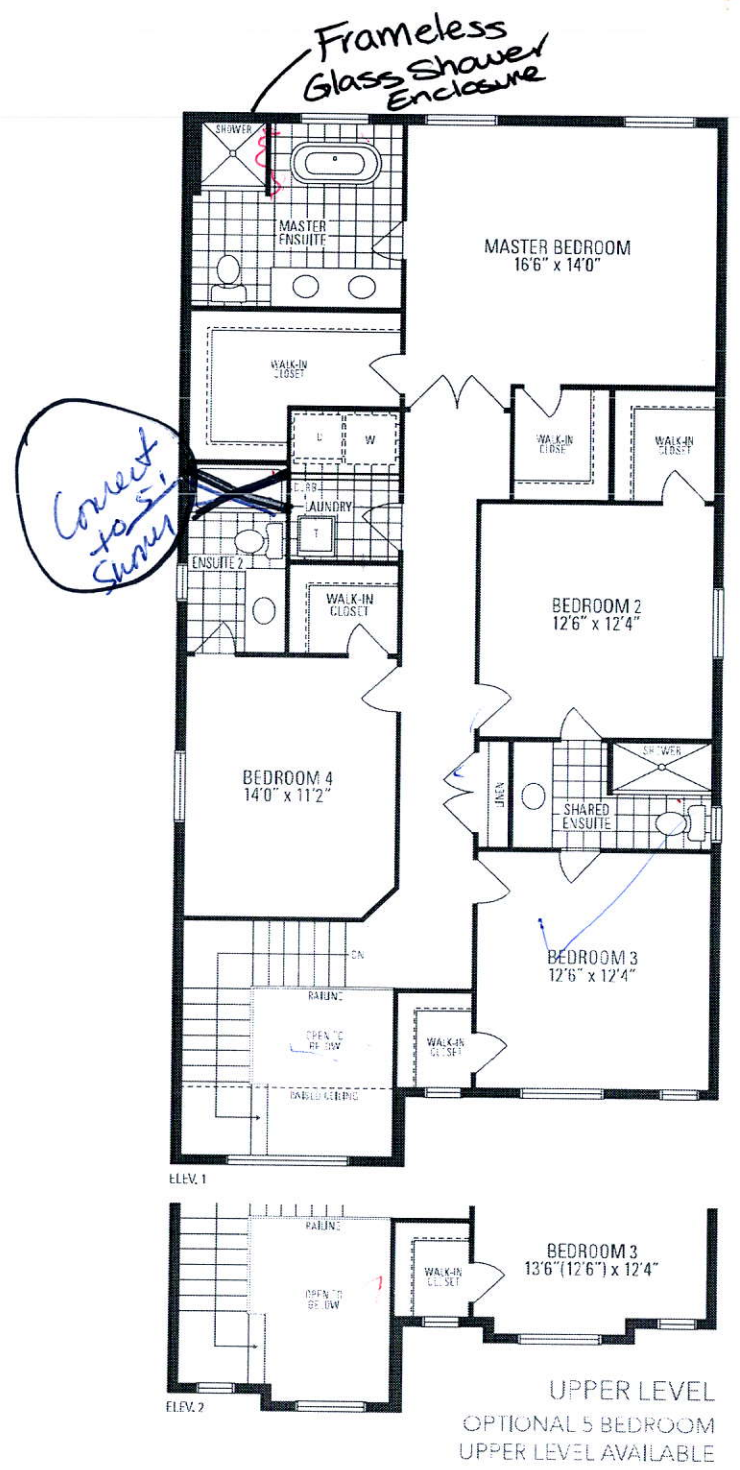 Frameless
Glass Shower
Enclosure
SHOWER
MASTER
ENSUITE
MASTER BEDROOM
16'6" x 14'0"
WALK-IN
CLOSET
WALK-IN
CLOSE
WALK-IN
CLOSET
W
LAUNDRY
T
Correct
to 5'
ENSUITE 2
WALK-IN
CLOSET
BEDROOM 2
12'6" x 12'4"
BEDROOM 4
14'0" x 11'2"
LINEN
SHOWER
SHARED
ENSUITE
BEDROOM 3
12'6" x 12'4"
DN
RAILING
OPEN TO
BELOW
WALK-IN
CLOSET
RAISED CEILING
ELEV. 1
RAILING
OPEN TO
BELOW
WALK-IN
CLOSET
BEDROOM 3
13'6"(12'6") x 12'4"
ELEV. 2
UPPER LEVEL
OPTIONAL 5 BEDROOM
UPPER LEVEL AVAILABLE